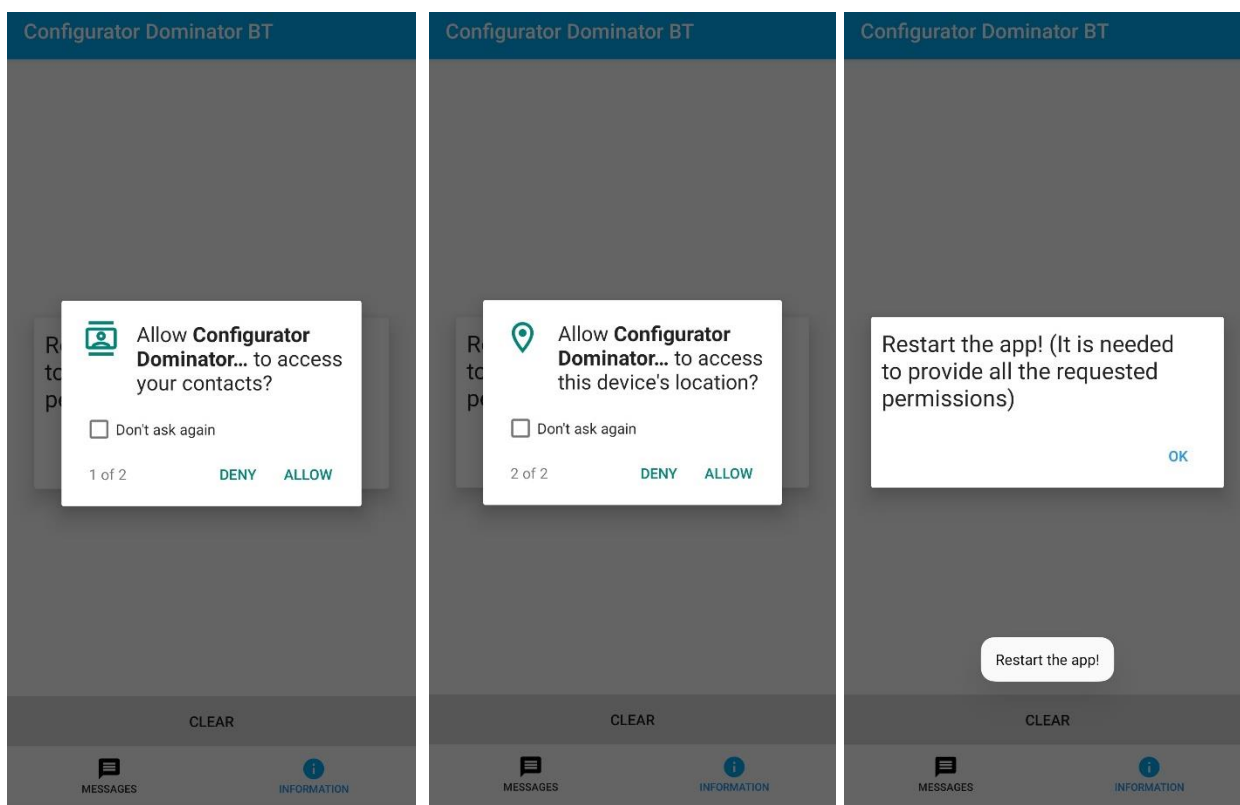 Configurator Dominator BT
R
to
pe
Allow Configurator
Dominator... to access
your contacts?
Don't ask again
1 of 2 DENY ALLOW
CLEAR
MESSAGES INFORMATION
Configurator Dominator BT
R
to
pe
Allow Configurator
Dominator... to access
this device's location?
Don't ask again
2 of 2 DENY ALLOW
CLEAR
MESSAGES INFORMATION
Configurator Dominator BT
Restart the app! (It is needed
to provide all the requested
permissions)
OK
Restart the app!
CLEAR
MESSAGES INFORMATION